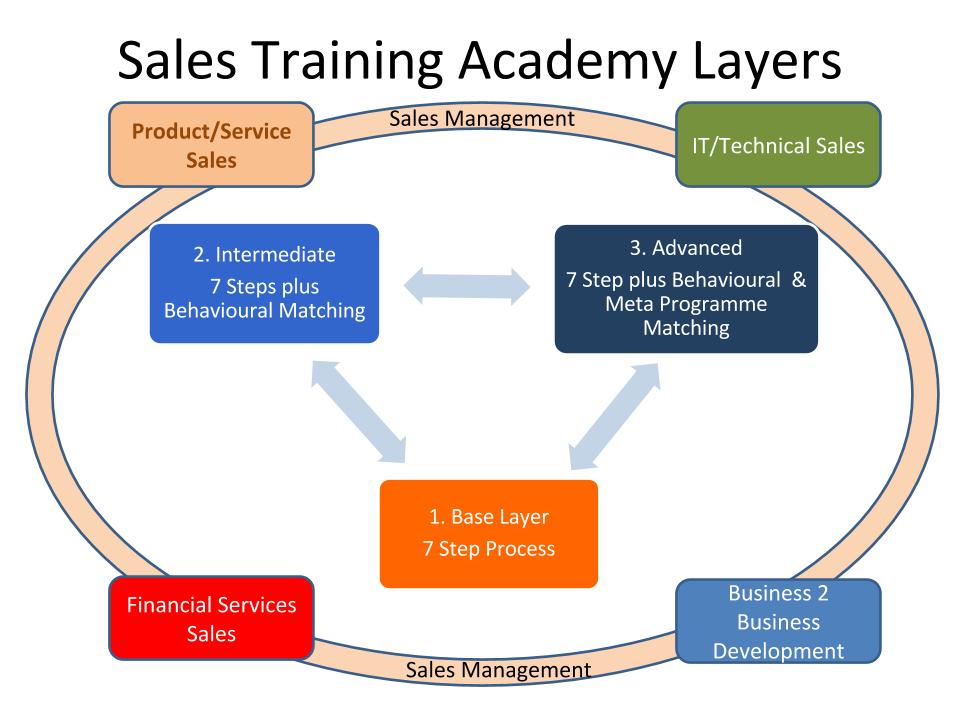 Sales Training Academy Layers
Sales Management
Product/Service
Sales
IT/Technical Sales
2. Intermediate
7 Steps plus
Behavioural Matching
3. Advanced
7 Step plus Behavioural &
Meta Programme
Matching
1. Base Layer
7 Step Process
Financial Services
Sales
Business 2
Business
Development
Sales Management